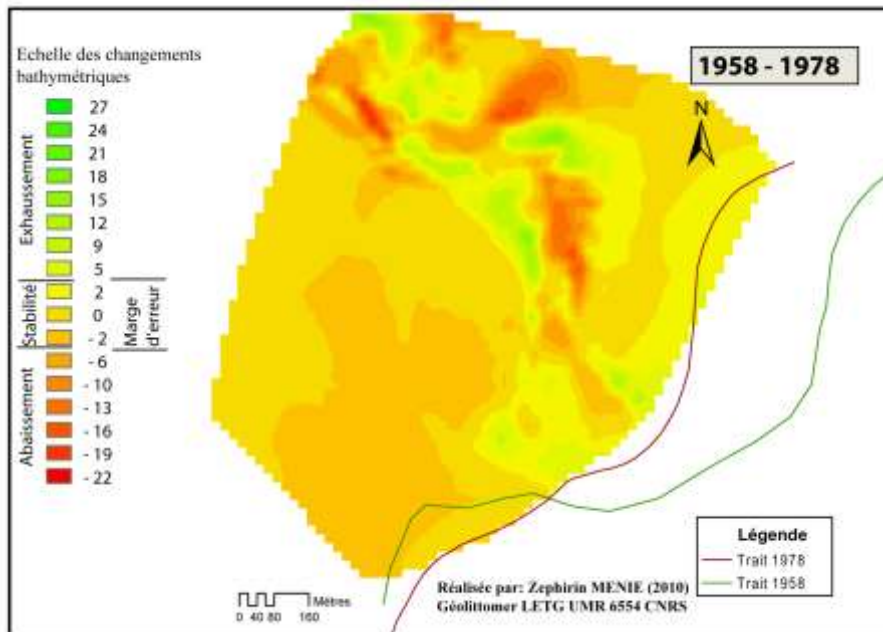 Echelle des changements
bathymétriques
1958 - 1978
N
Exhaussement
27
24
21
18
15
12
9
5
Stabilité
2
0
- 2
Marge
d'erreur
Abaissement
- 6
- 10
- 13
- 16
- 19
- 22
Légende
Trait 1978
Trait 1958
Mètres
0 40 80 160
Réalisée par: Zephirin MENIE (2010)
Géolittomer LETG UMR 6554 CNRS